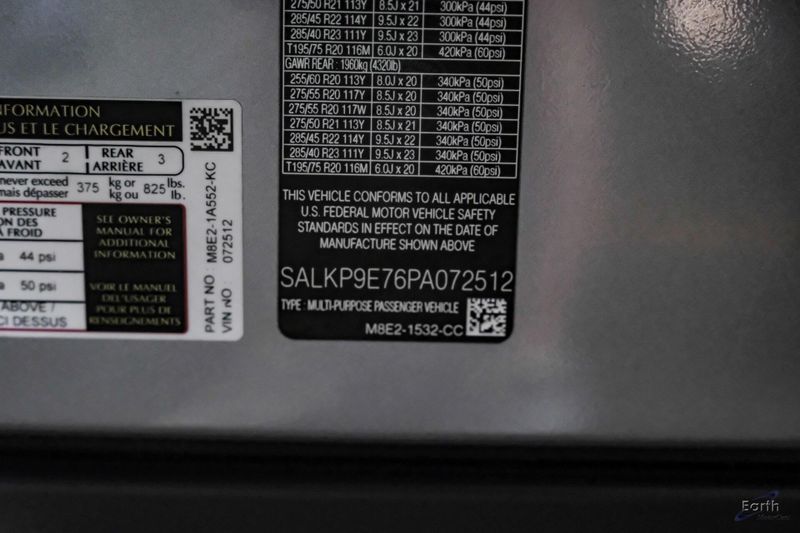 275/50 R21 113Y 8.5J x 21 300kPa (44psi)
285/45 R22 114Y 9.5J x 22 300kPa (44psi)
285/40 R23 111Y 9.5J x 23 300kPa (44psi)
T195/75 R20 116M 6.0J x 20 420kPa (60psi)
GAWR REAR : 1960kg (4320lb)
255/60 R20 113Y 8.0J x 20 340kPa (50psi)
275/55 R20 117Y 8.5J x 20 340kPa (50psi)
275/55 R20 117W 8.5J x 20 340kPa (50psi)
275/50 R21 113Y 8.5J x 21 340kPa (50psi)
285/45 R22 114Y 9.5J x 22 340kPa (50psi)
285/40 R23 111Y 9.5J x 23 340kPa (50psi)
T195/75 R20 116M 6.0J x 20 420kPa (60psi)
THIS VEHICLE CONFORMS TO ALL APPLICABLE
U.S. FEDERAL MOTOR VEHICLE SAFETY
STANDARDS IN EFFECT ON THE DATE OF
MANUFACTURE SHOWN ABOVE
SALKP9E76PA072512
TYPE : MULTI-PURPOSE PASSENGER VEHICLE
M8E2-1532-CC
NFORMATION
US ET LE CHARGEMENT
FRONT 2 REAR 3
AVANT ARRIÈRE
never exceed 375 kg or 825 lbs.
mais dépasser kg ou lb.
PRESSURE
ON DES
À FROID
44 psi
50 psi
ABOVE /
CI DESSUS
SEE OWNER'S
MANUAL FOR
ADDITIONAL
INFORMATION
VOIR LE MANUEL
DE L'USAGER
POUR PLUS DE
RENSEIGNEMENTS
PART NO : M8E2-1A552-KC
VIN NO : 072512
Earth